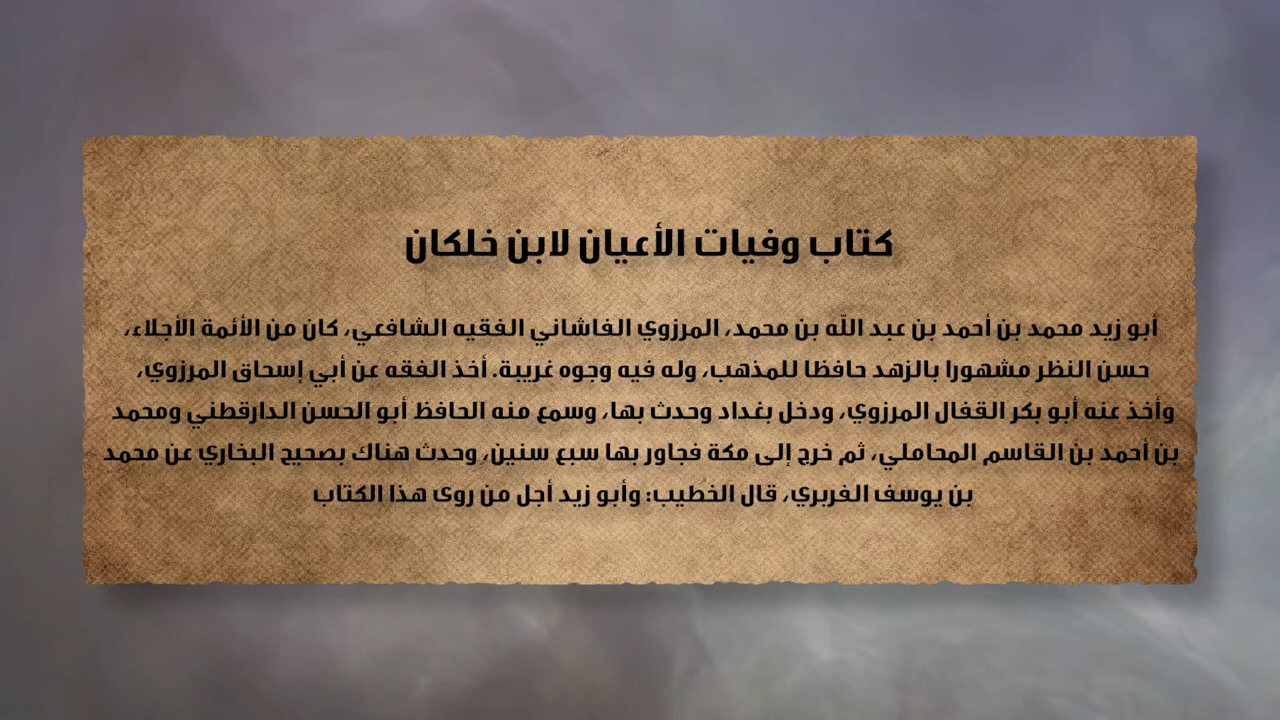 كتاب وفيات الأعيان لابن خلكان
أبو زيد محمد بن أحمد بن عبد الله بن محمد، المرزوي الفاشاني الفقيه الشافعي، كان من الأئمة الأجلاء،
حسن النظر مشهورا بالزهد حافظا للمذهب، وله فيه وجوه غريبة. أخذ الفقه عن أبي إسحاق المرزوي،
وأخذ عنه أبو بكر القفال المرزوي، ودخل بغداد وحدث بها، وسمع منه الحافظ أبو الحسن الدارقطني ومحمد
بن أحمد بن القاسم المحاملي، ثم خرج إلى مكة فجاور بها سبع سنين، وحدث هناك بصحيح البخاري عن محمد
بن يوسف الفربري، قال الخطيب: وأبو زيد أجل من روى هذا الكتاب